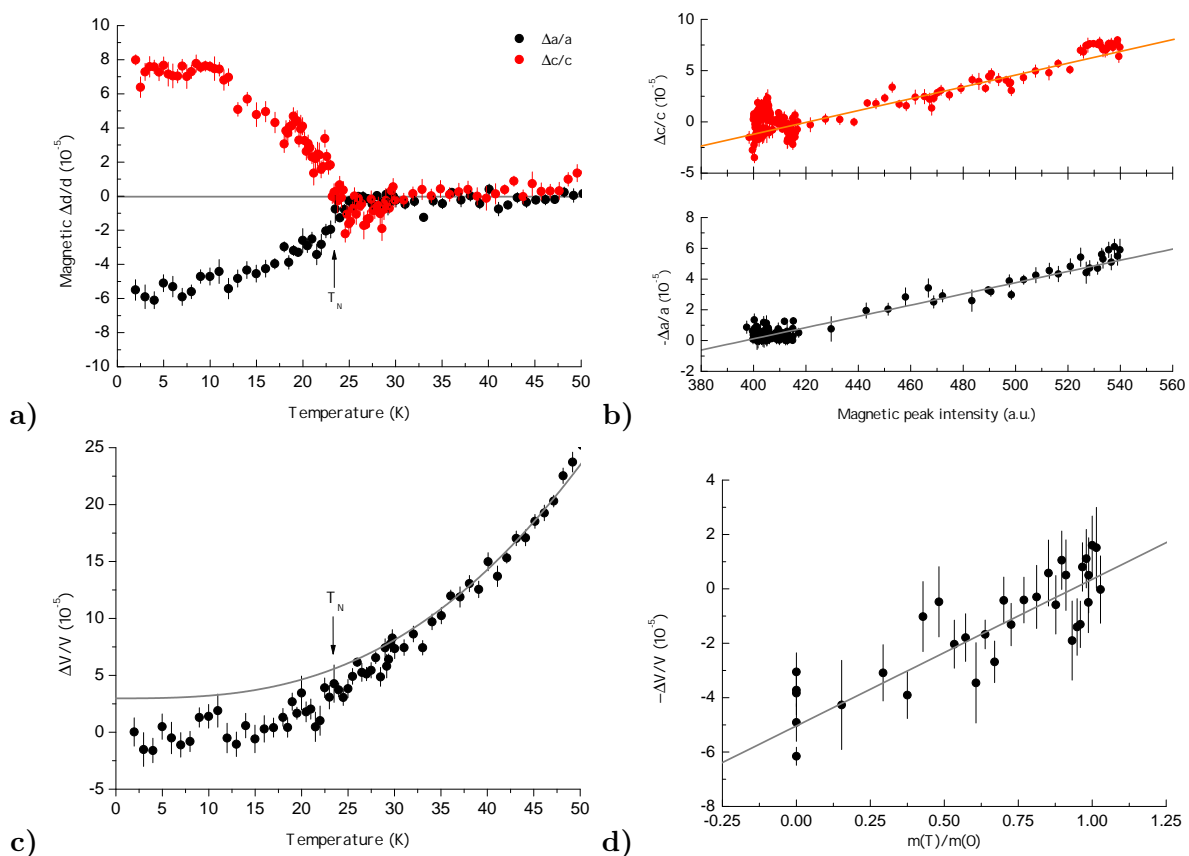 10
8
6
4
2
0
-2
-4
-6
-8
-10
Magnetic Δd/d (10⁻⁵)
Δa/a
Δc/c
T_N
0 5 10 15 20 25 30 35 40 45 50
Temperature (K)
a)
10
5
0
-5
Δc/c (10⁻⁵)
8
6
4
2
0
-2
-Δa/a (10⁻⁵)
380 400 420 440 460 480 500 520 540 560
Magnetic peak intensity (a.u.)
b)
25
20
15
10
5
0
-5
ΔV/V (10⁻⁵)
T_N
0 5 10 15 20 25 30 35 40 45 50
Temperature (K)
c)
4
2
0
-2
-4
-6
-8
−ΔV/V (10⁻⁵)
-0.25 0.00 0.25 0.50 0.75 1.00 1.25
m(T)/m(0)
d)